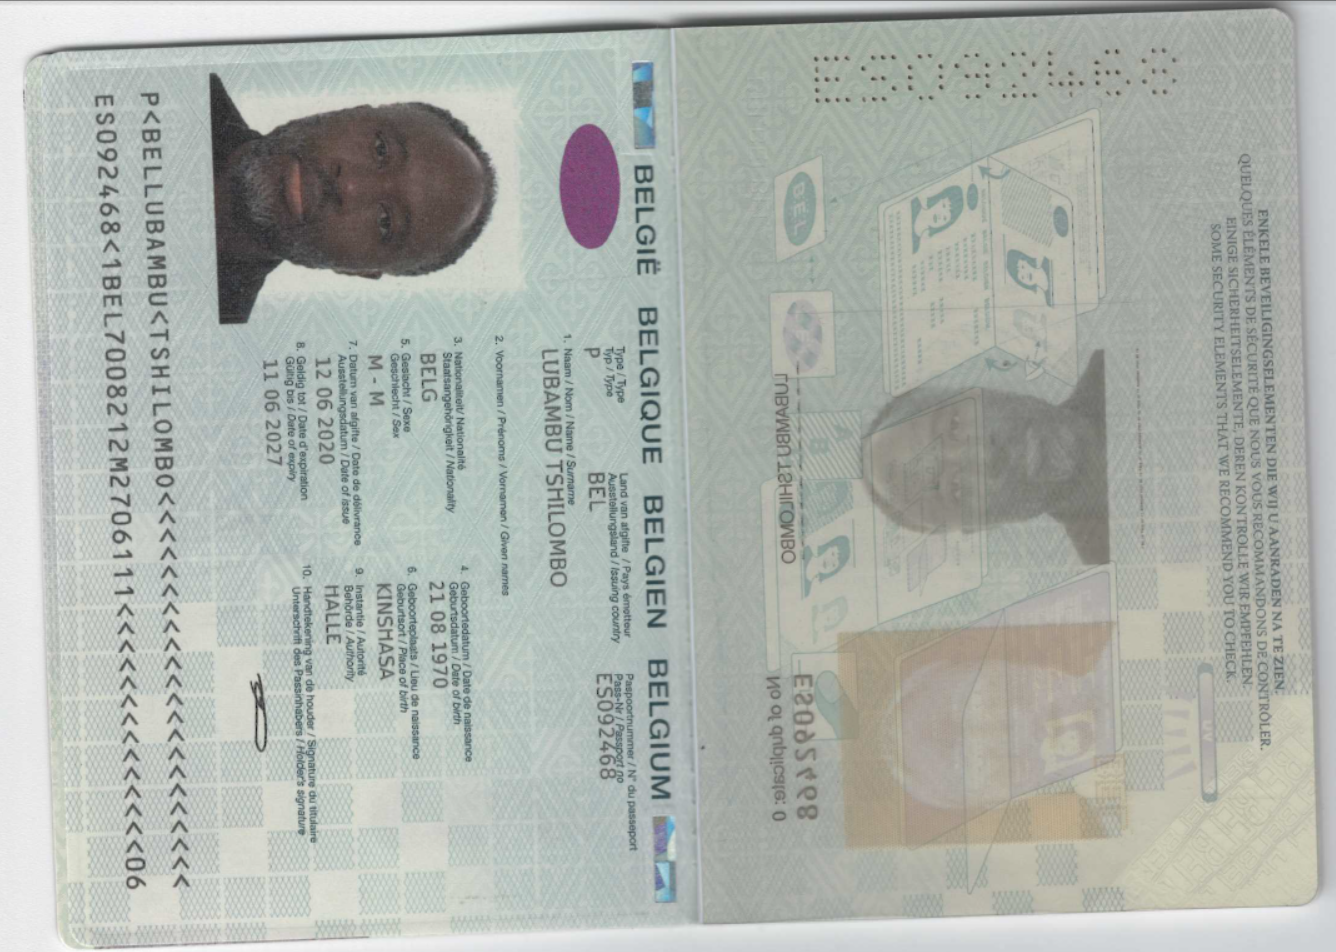 BELGIË BELGIQUE BELGIEN BELGIUM
Type / Type
Typ / Type
P
Land van afgifte / Pays émetteur
Ausstellungsland / Issuing country
BEL
Paspoortnummer / N° du passeport
Pass-Nr / Passport no
ES092468
1. Naam / Nom / Name / Surname
LUBAMBU TSHILOMBO
2. Voornamen / Prénoms / Vornamen / Given names
3. Nationaliteit / Nationalité
Staatsangehörigkeit / Nationality
BELG
4. Geboortedatum / Date de naissance
Geburtsdatum / Date of birth
21 08 1970
5. Geslacht / Sexe
Geschlecht / Sex
M - M
6. Geboorteplaats / Lieu de naissance
Geburtsort / Place of birth
KINSHASA
7. Datum van afgifte / Date de délivrance
Ausstellungsdatum / Date of issue
12 06 2020
9. Instantie / Autorité
Behörde / Authority
HALLE
8. Geldig tot / Date d'expiration
Gültig bis / Date of expiry
11 06 2027
10. Handtekening van de houder / Signature du titulaire
Unterschrift des Passinhabers / Holder's signature
P<BELLUBAMBU<TSHILOMBO<<<<<<<<<<<<<<<<<<<<<<
ES092468<1BEL7008212M2706111<<<<<<<<<<<<<<06
ENKELE BEVEILIGINGSELEMENTEN DIE WIJ U AANRADEN NA TE ZIEN.
QUELQUES ÉLÉMENTS DE SÉCURITÉ QUE NOUS VOUS RECOMMANDONS DE CONTRÔLER.
EINIGE SICHERHEITSELEMENTE, DEREN KONTROLLE WIR EMPFEHLEN.
SOME SECURITY ELEMENTS THAT WE RECOMMEND YOU TO CHECK.
UV
BEL
LUBAMBU TSHILOMBO
ES092468
No of duplicate: 0
ES092468